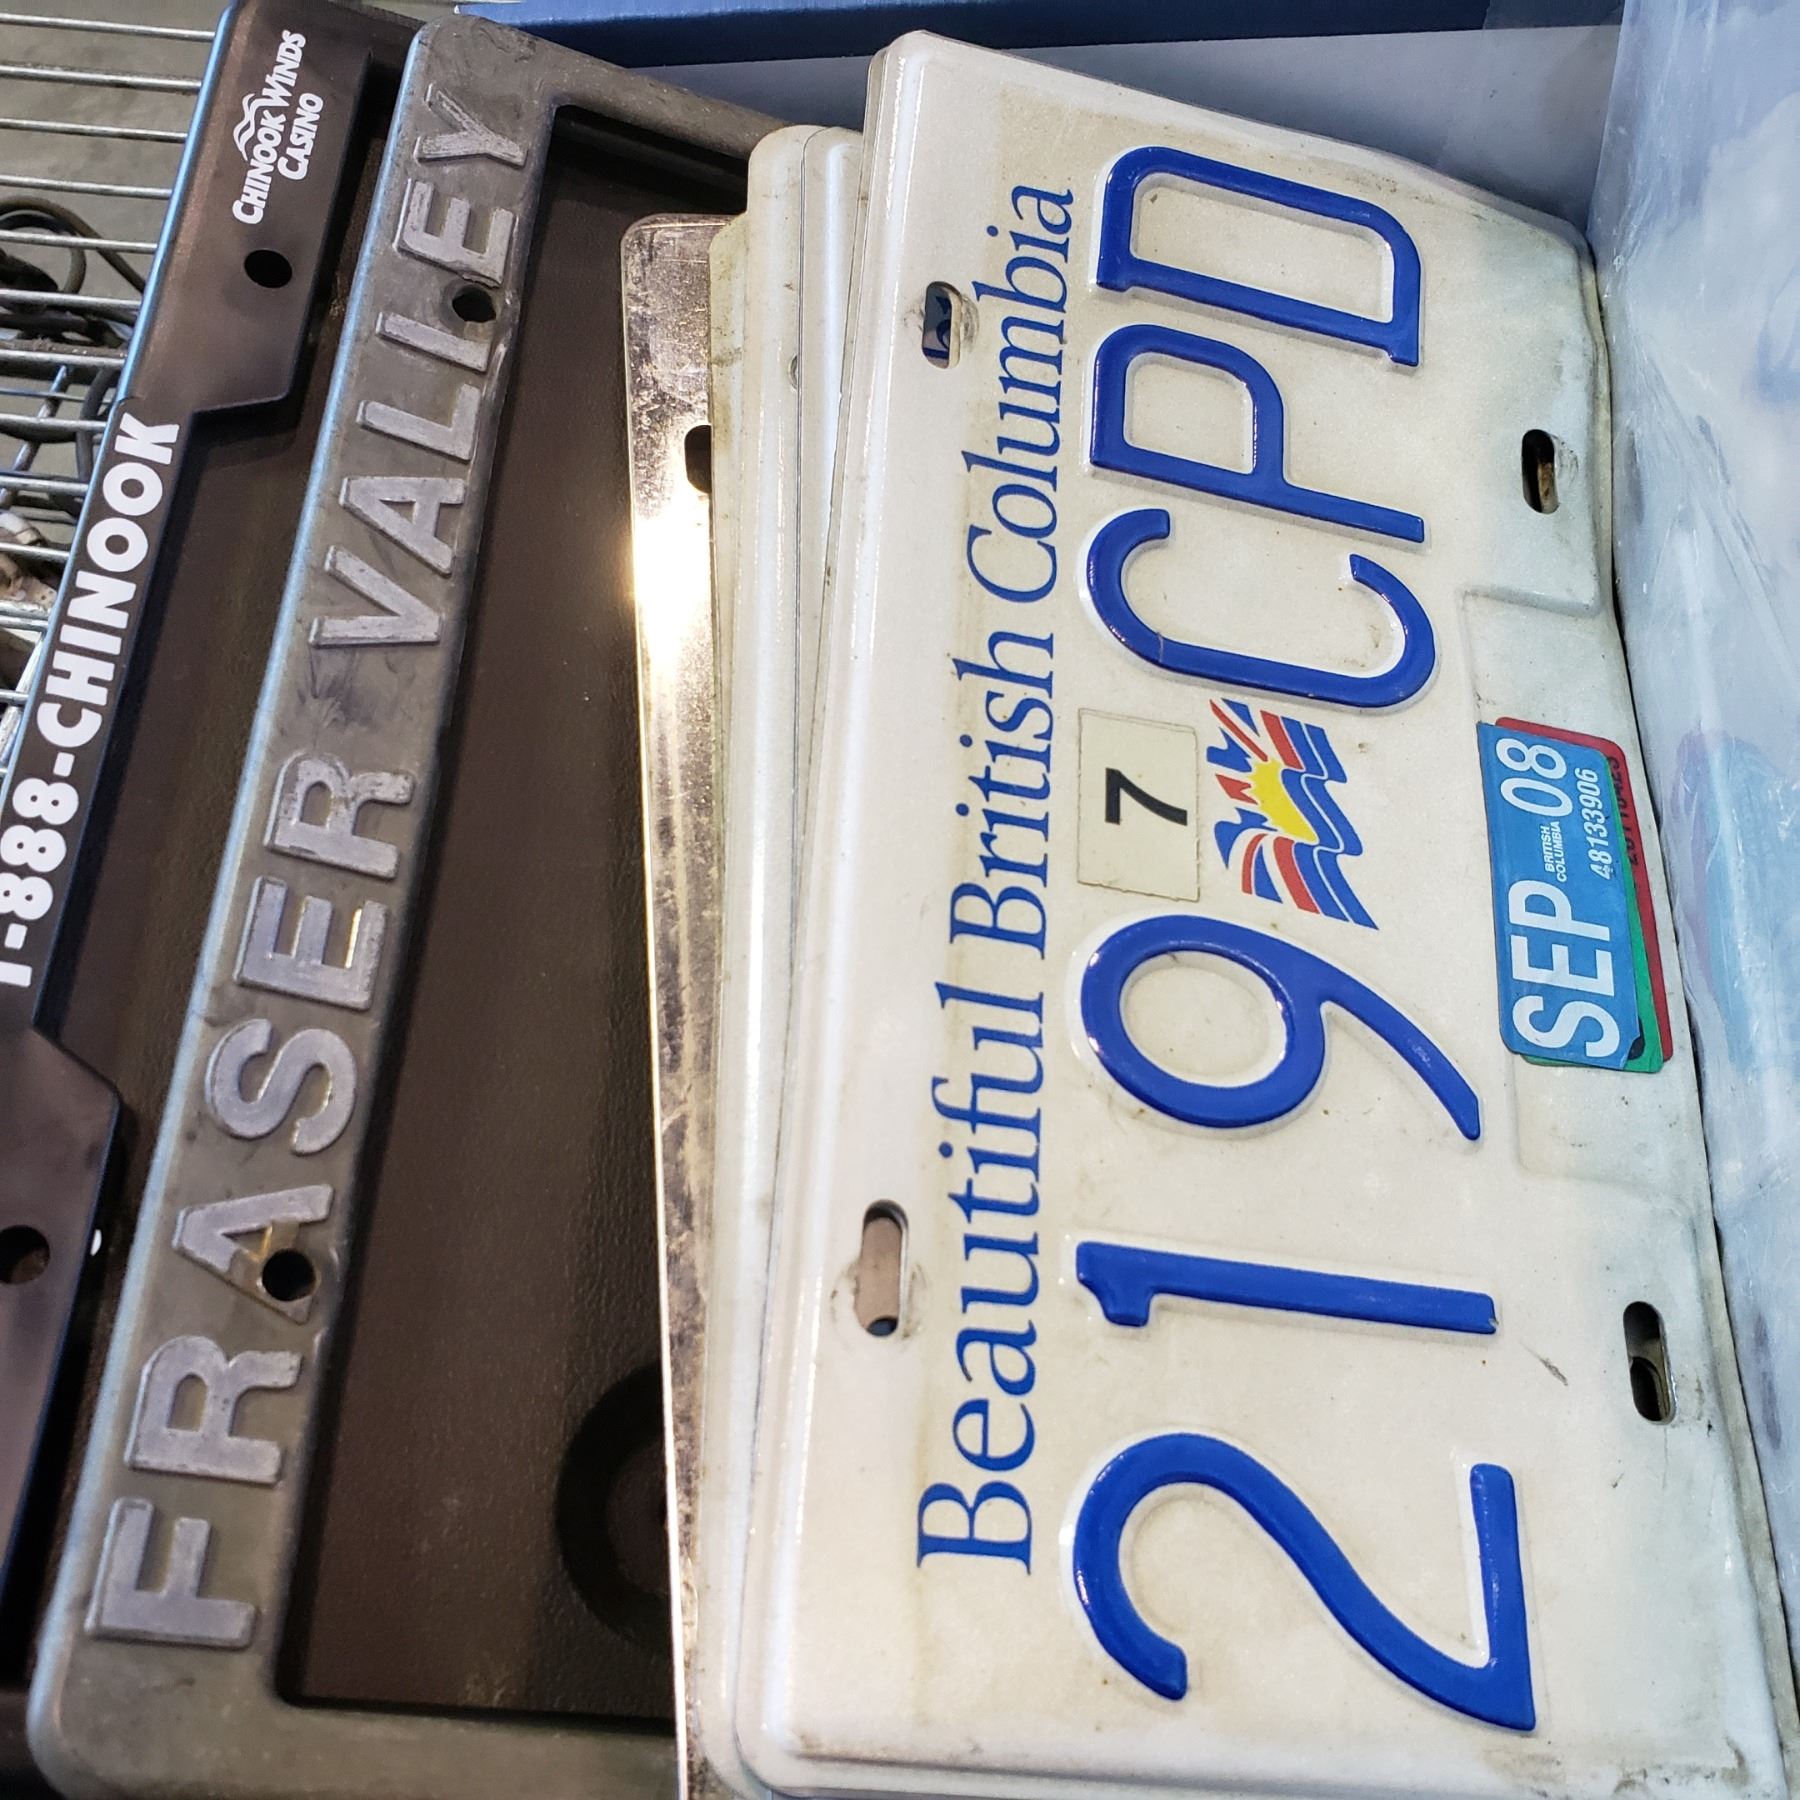 CHINOOK WINDS
CASINO
1-888-CHINOOK
FRASER VALLEY
Beautiful British Columbia
219 CPD
7
SEP
BRITISH
COLUMBIA
08
48133906